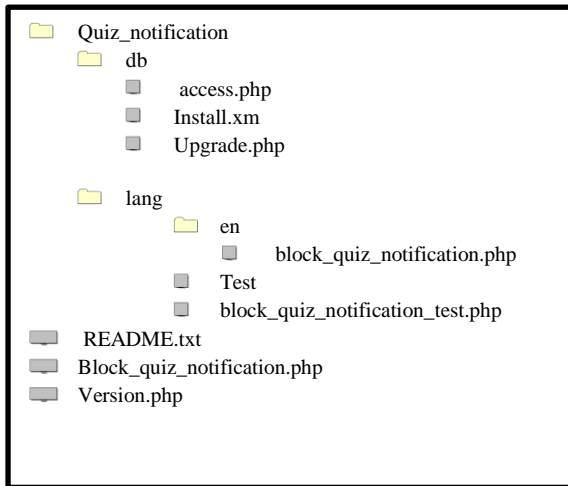 Quiz_notification
db
access.php
Install.xm
Upgrade.php
lang
en
block_quiz_notification.php
Test
block_quiz_notification_test.php
README.txt
Block_quiz_notification.php
Version.php